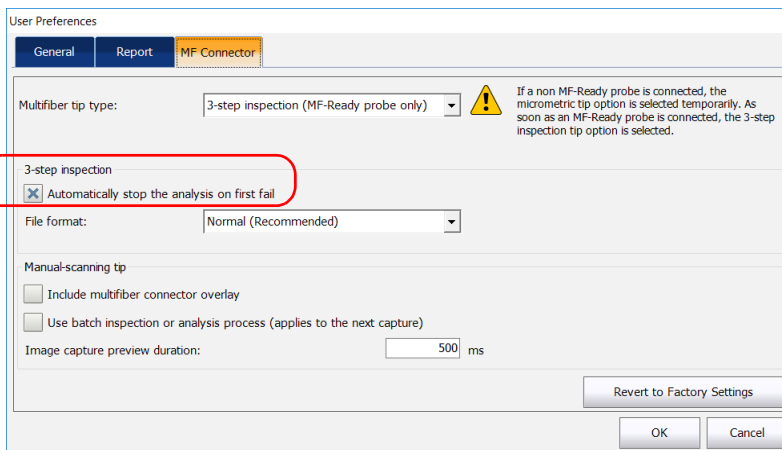 User Preferences
General Report MF Connector
Multifiber tip type: 3-step inspection (MF-Ready probe only)
If a non MF-Ready probe is connected, the
micrometric tip option is selected temporarily. As
soon as an MF-Ready probe is connected, the 3-step
inspection tip option is selected.
3-step inspection
Automatically stop the analysis on first fail
File format: Normal (Recommended)
Manual-scanning tip
Include multifiber connector overlay
Use batch inspection or analysis process (applies to the next capture)
Image capture preview duration: 500 ms
Revert to Factory Settings
OK Cancel